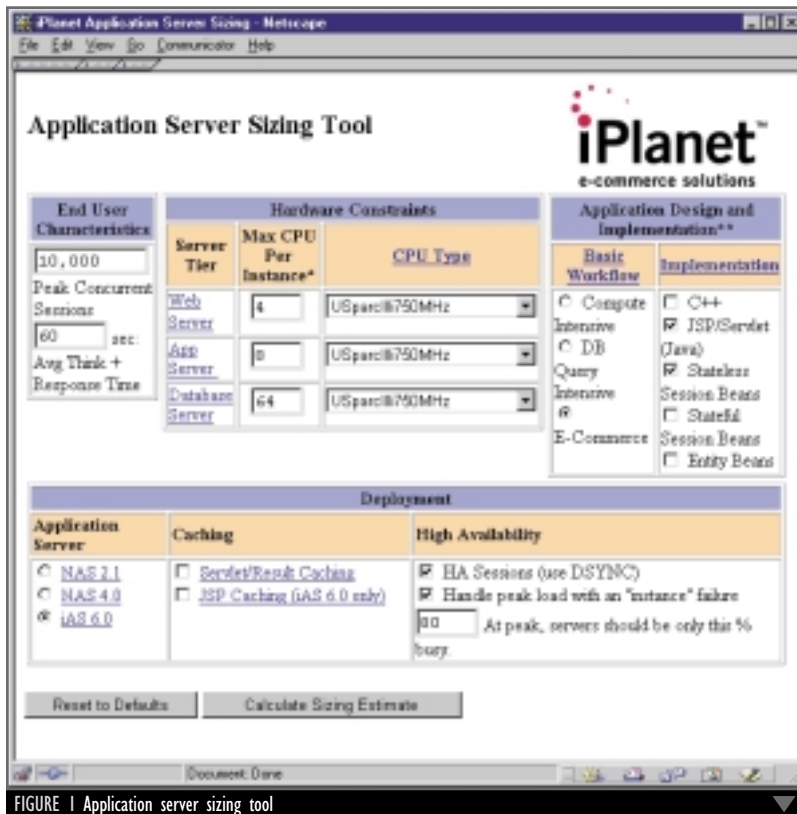 iPlanet Application Server Sizing - Netscape
File Edit View Go Communicator Help
Application Server Sizing Tool
iPlanet™
e-commerce solutions
End User
Characteristics
10,000
Peak Concurrent
Sessions
60 sec.
Avg Think +
Response Time
Hardware Constraints
Server
Tier
Max CPU
Per
Instance*
CPU Type
Web
Server
4
USparcIII750MHz
App
Server
USparcIII750MHz
Database
Server
64
USparcIII750MHz
Application Design and
Implementation**
Basic
Workflow
Compute
Intensive
DB
Query
Intensive
E-Commerce
Implementation
C++
JSP/Servlet
(Java)
Stateless
Session Beans
Stateful
Session Beans
Entity Beans
Deployment
Application
Server
NAS 2.1
NAS 4.0
iAS 6.0
Caching
Servlet/Result Caching
JSP Caching (iAS 6.0 only)
High Availability
HA Sessions (use DSYNC)
Handle peak load with an "instance" failure
At peak, servers should be only this %
busy.
Reset to Defaults
Calculate Sizing Estimate
Document: Done
FIGURE 1 Application server sizing tool